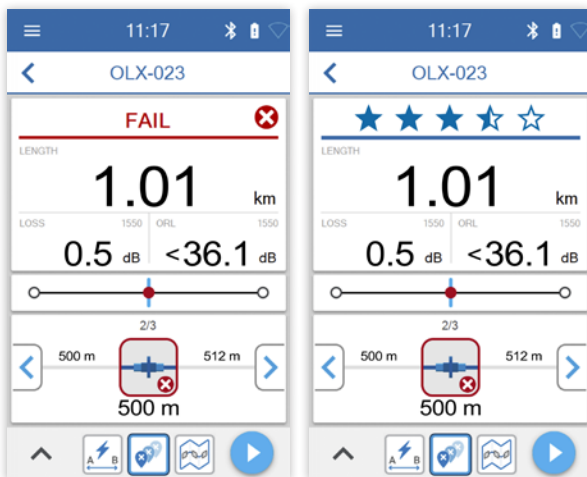 11:17
OLX-023
FAIL
LENGTH
1.01 km
LOSS 1550 ORL 1550
0.5 dB <36.1 dB
2/3
500 m 512 m
500 m
A B
11:17
OLX-023
LENGTH
1.01 km
LOSS 1550 ORL 1550
0.5 dB <36.1 dB
2/3
500 m 512 m
500 m
A B